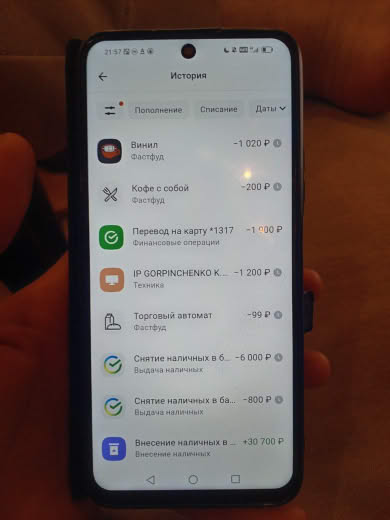 21:57
История
Пополнение Списание Даты
Винил −1 020 ₽
Фастфуд
Кофе с собой −200 ₽
Фастфуд
Перевод на карту *1317 −1 000 ₽
Финансовые операции
IP GORPINCHENKO K... −1 200 ₽
Техника
Торговый автомат −99 ₽
Фастфуд
Снятие наличных в б... −6 000 ₽
Выдача наличных
Снятие наличных в ба... −800 ₽
Выдача наличных
Внесение наличных в ... +30 700 ₽
Внесение наличных